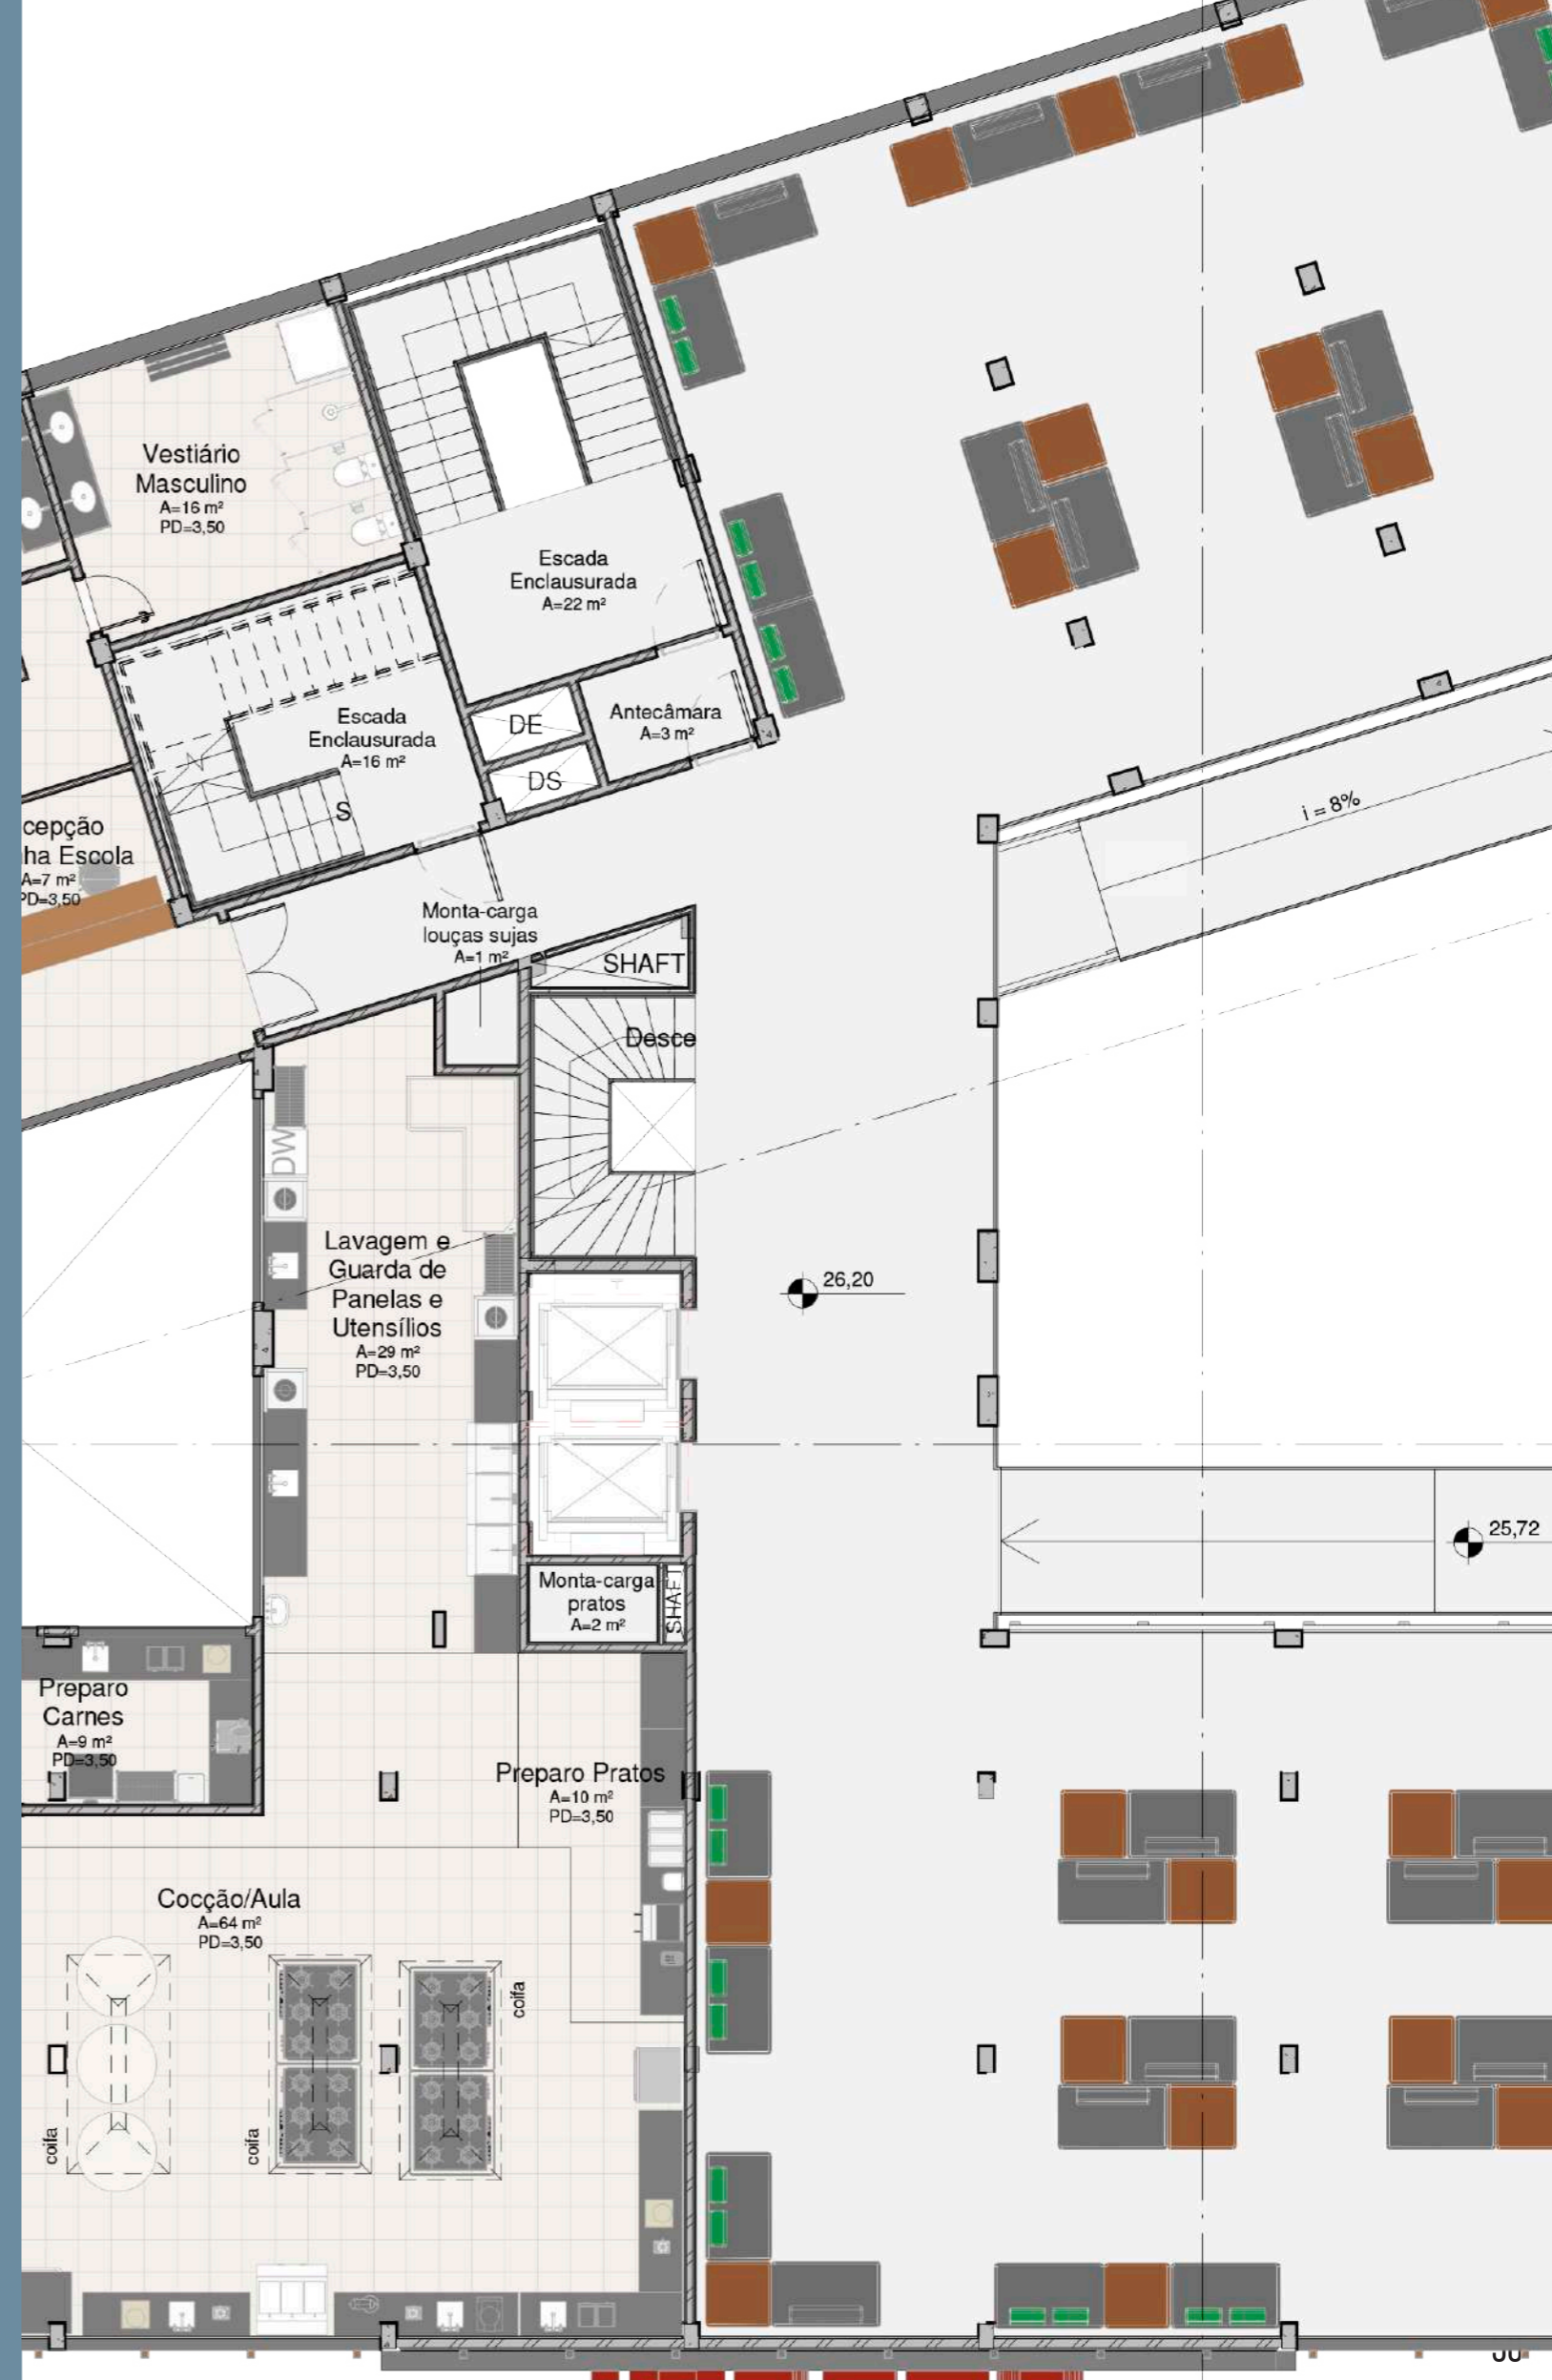 Vestiário
Masculino
A=16 m²
PD=3,50
Escada
Enclausurada
A=22 m²
Escada
Enclausurada
A=16 m²
DE
Antecâmara
A=3 m²
DS
S
i = 8%
cepção
ha Escola
A=7 m²
PD=3,50
Monta-carga
louças sujas
A=1 m²
SHAFT
Desce
DW
Lavagem e
Guarda de
Panelas e
Utensílios
A=29 m²
PD=3,50
26,20
25,72
Monta-carga
pratos
A=2 m²
SHAFT
Preparo
Carnes
A=9 m²
PD=3,50
Preparo Pratos
A=10 m²
PD=3,50
Cocção/Aula
A=64 m²
PD=3,50
coifa
coifa
coifa